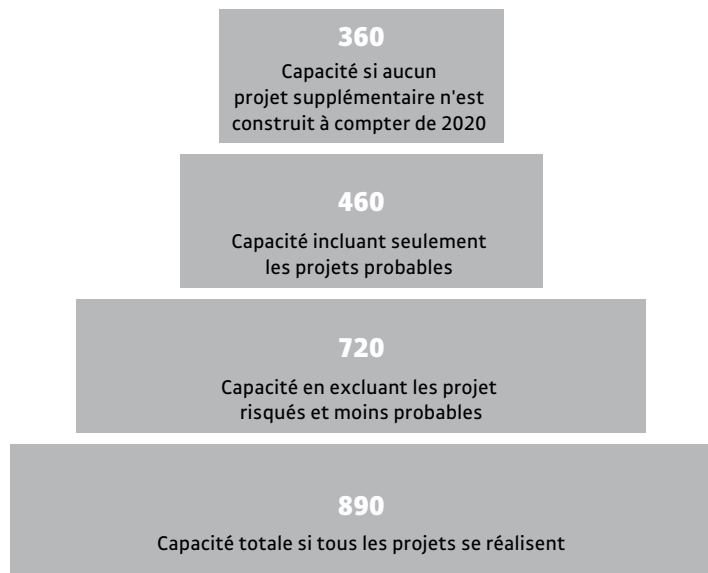 360
Capacité si aucun
projet supplémentaire n'est
construit à compter de 2020
460
Capacité incluant seulement
les projets probables
720
Capacité en excluant les projet
risqués et moins probables
890
Capacité totale si tous les projets se réalisent